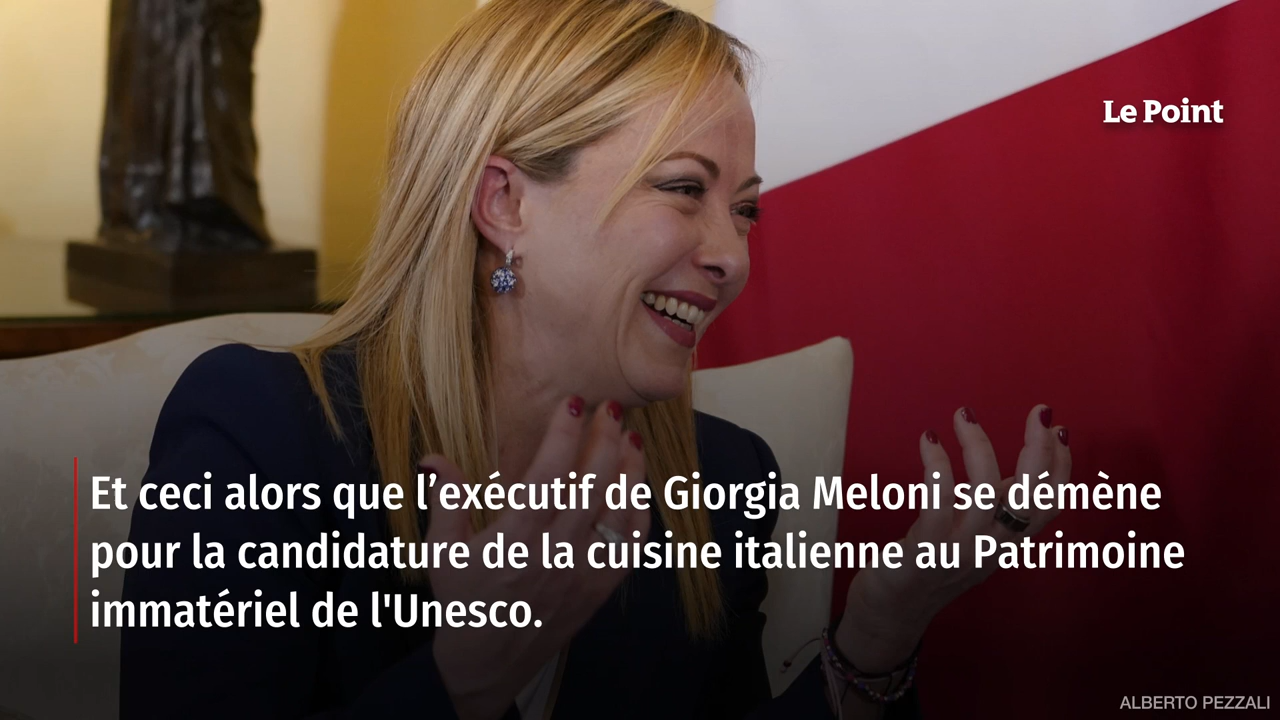 Le Point
Et ceci alors que l’exécutif de Giorgia Meloni se démène
pour la candidature de la cuisine italienne au Patrimoine
immatériel de l'Unesco.
ALBERTO PEZZALI